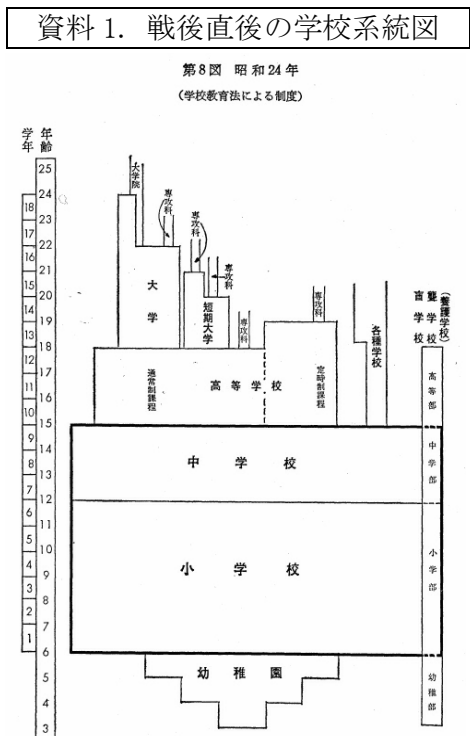 資料1. 戦後直後の学校系統図
第8図 昭和24年
(学校教育法による制度)
学年
年齢
25
24
23
22
21
20
19
18
17
16
15
14
13
12
11
10
9
8
7
6
5
4
3
18
17
16
15
14
13
12
11
10
9
8
7
6
5
4
3
2
1
大学院
専攻科
専攻科
専攻科
専攻科
専攻科
大学
短期大学
通常制課程
高等学校
定時制課程
各種学校
盲学校
聾学校
(養護学校)
高等部
中学校
中学部
小学校
小学部
幼稚園
幼稚部